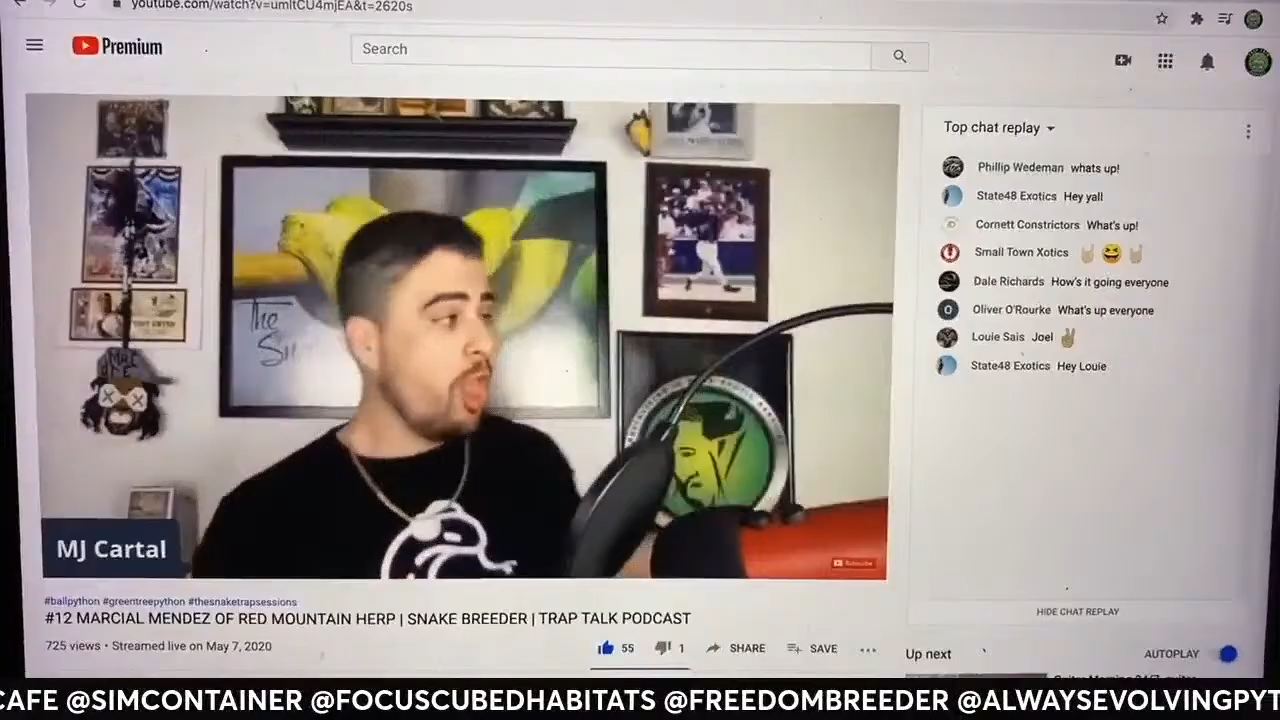 youtube.com/watch?v=umItCU4mjEA&t=2620s
Premium
Search
Top chat replay
Phillip Wedeman whats up!
State48 Exotics Hey yall
Cornett Constrictors What's up!
Small Town Xotics
Dale Richards How's it going everyone
Oliver O'Rourke What's up everyone
Louie Sais Joel
State48 Exotics Hey Louie
The
MJ Cartal
Subscribe
#ballpython #greentreepython #thesnaketrapsessions
#12 MARCIAL MENDEZ OF RED MOUNTAIN HERP | SNAKE BREEDER | TRAP TALK PODCAST
725 views • Streamed live on May 7, 2020
55
1
SHARE
SAVE
HIDE CHAT REPLAY
Up next
AUTOPLAY
CAFE @SIMCONTAINER @FOCUSCUBEDHABITATS @FREEDOMBREEDER @ALWAYSEVOLVINGPYT